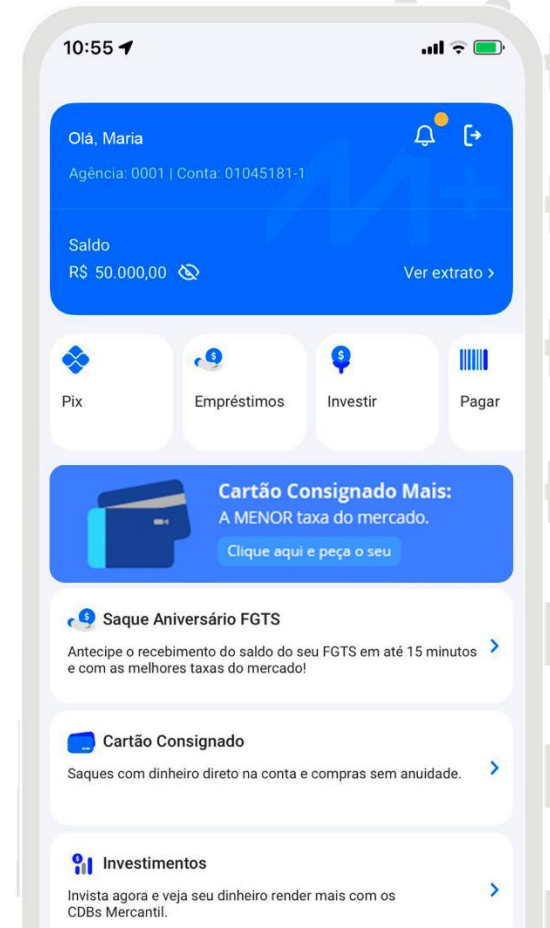 10:55
Olá, Maria
Agência: 0001 | Conta: 01045181-1
Saldo
R$ 50.000,00
Ver extrato >
Pix
Empréstimos
Investir
Pagar
Cartão Consignado Mais:
A MENOR taxa do mercado.
Clique aqui e peça o seu
Saque Aniversário FGTS
Antecipe o recebimento do saldo do seu FGTS em até 15 minutos
e com as melhores taxas do mercado!
Cartão Consignado
Saques com dinheiro direto na conta e compras sem anuidade.
Investimentos
Invista agora e veja seu dinheiro render mais com os
CDBs Mercantil.